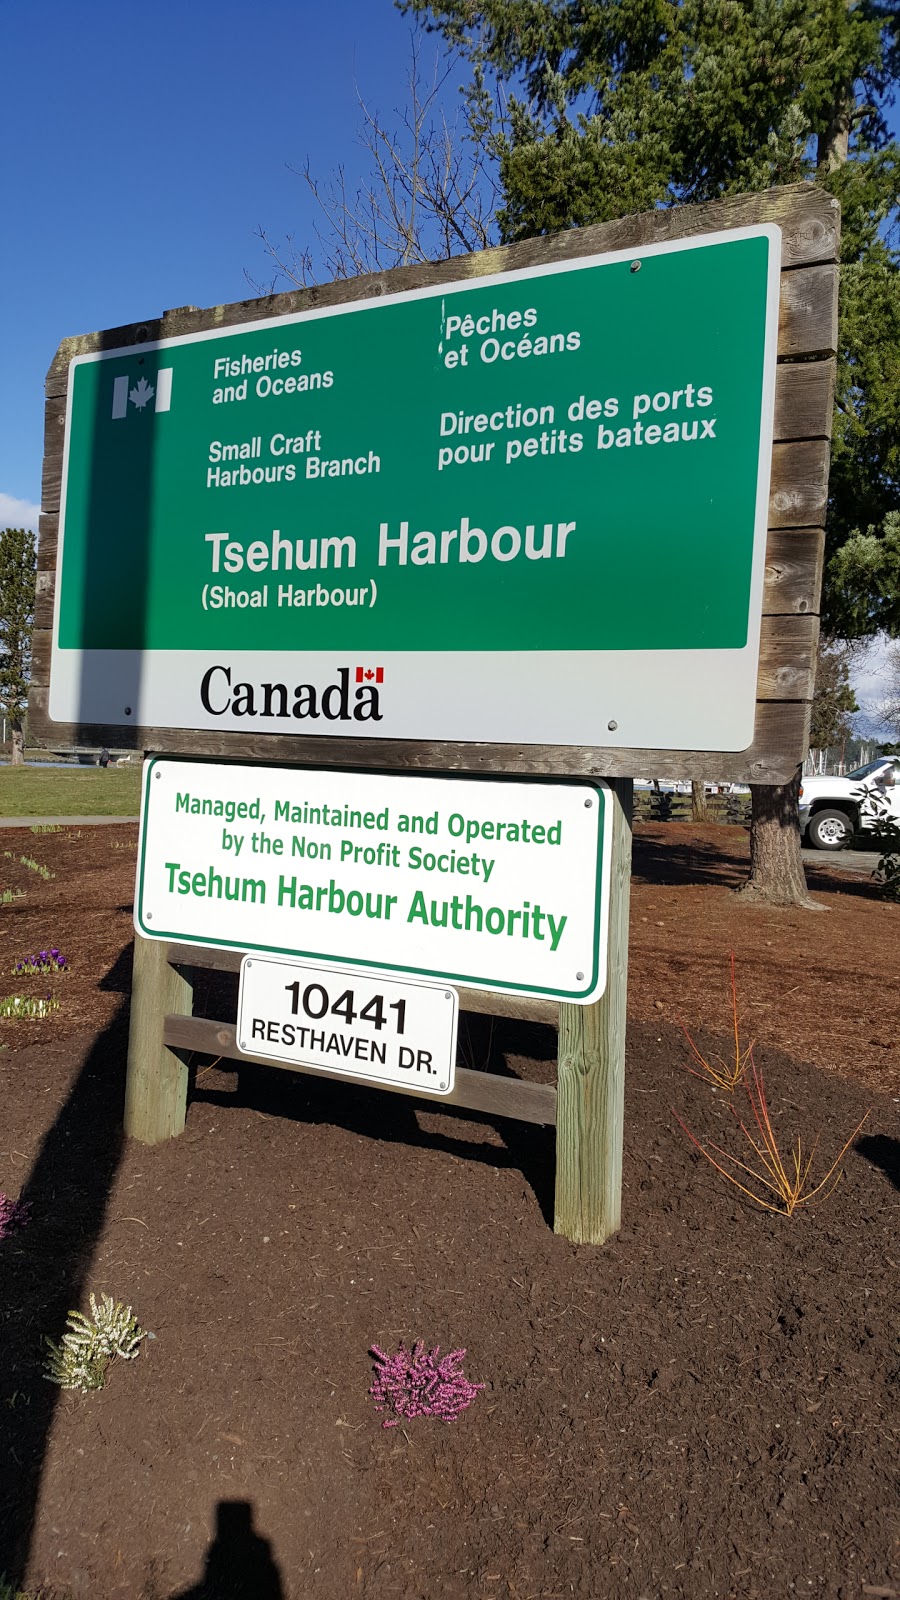 Fisheries
and Oceans
Pêches
et Océans
Small Craft
Harbours Branch
Direction des ports
pour petits bateaux
Tsehum Harbour
(Shoal Harbour)
Canada
Managed, Maintained and Operated
by the Non Profit Society
Tsehum Harbour Authority
10441
RESTHAVEN DR.